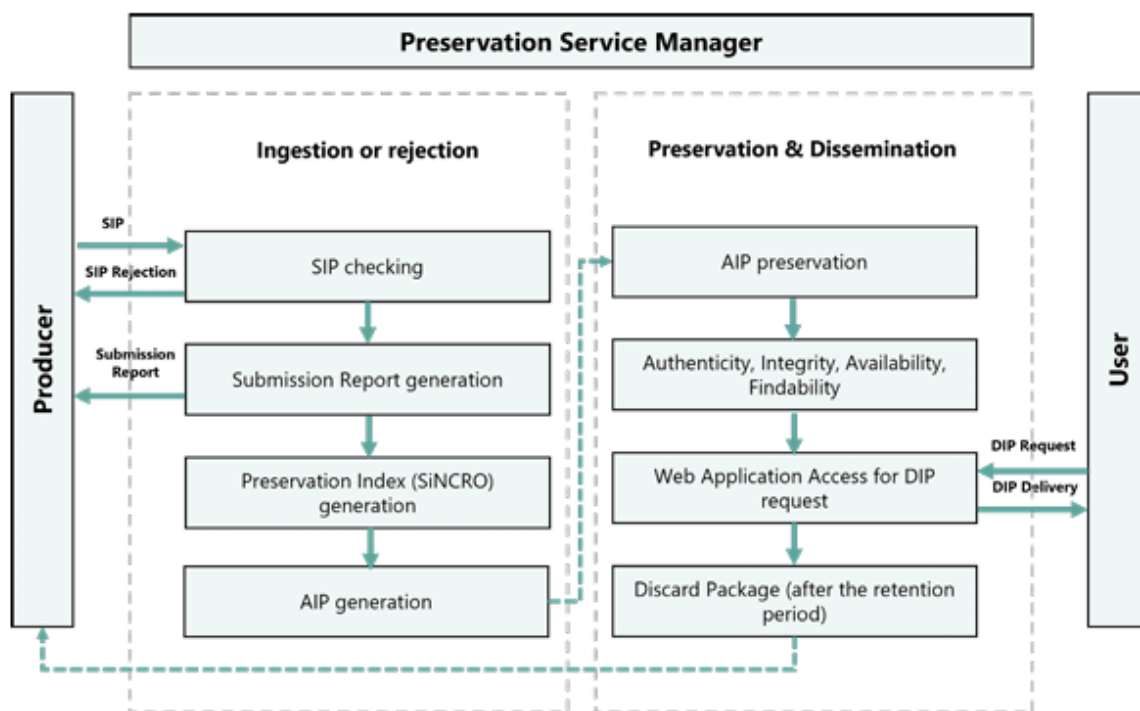 Preservation Service Manager
Producer
Ingestion or rejection
SIP
SIP checking
SIP Rejection
Submission
Report
Submission Report generation
Preservation Index (SiNCRO)
generation
AIP generation
Preservation & Dissemination
AIP preservation
Authenticity, Integrity, Availability,
Findability
Web Application Access for DIP
request
DIP Request
DIP Delivery
Discard Package (after the retention
period)
User